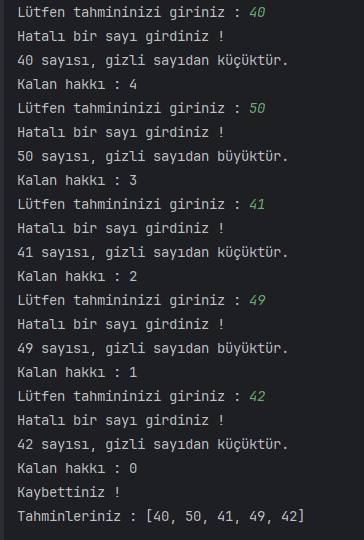 Lütfen tahmininizi giriniz : 40
Hatalı bir sayı girdiniz !
40 sayısı, gizli sayıdan küçüktür.
Kalan hakkı : 4
Lütfen tahmininizi giriniz : 50
Hatalı bir sayı girdiniz !
50 sayısı, gizli sayıdan büyüktür.
Kalan hakkı : 3
Lütfen tahmininizi giriniz : 41
Hatalı bir sayı girdiniz !
41 sayısı, gizli sayıdan küçüktür.
Kalan hakkı : 2
Lütfen tahmininizi giriniz : 49
Hatalı bir sayı girdiniz !
49 sayısı, gizli sayıdan büyüktür.
Kalan hakkı : 1
Lütfen tahmininizi giriniz : 42
Hatalı bir sayı girdiniz !
42 sayısı, gizli sayıdan küçüktür.
Kalan hakkı : 0
Kaybettiniz !
Tahminleriniz : [40, 50, 41, 49, 42]